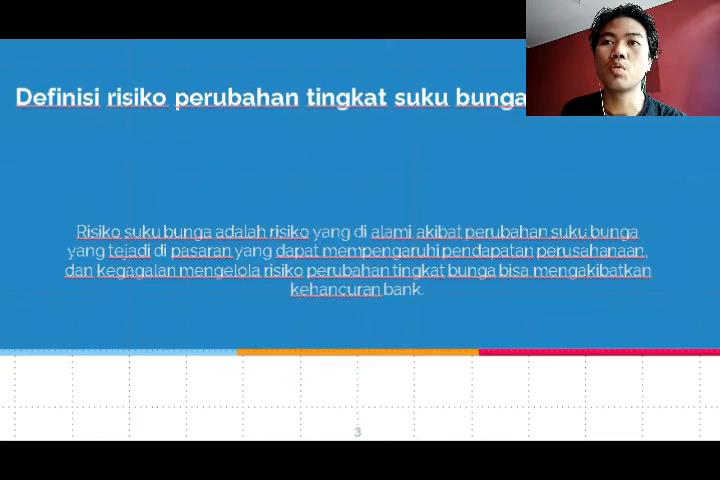 Definisi risiko perubahan tingkat suku bunga
Risiko suku bunga adalah risiko yang di alami akibat perubahan suku bunga
yang tejadi di pasaran yang dapat mempengaruhi pendapatan perusahanaan,
dan kegagalan mengelola risiko perubahan tingkat bunga bisa mengakibatkan
kehancuran bank.
3